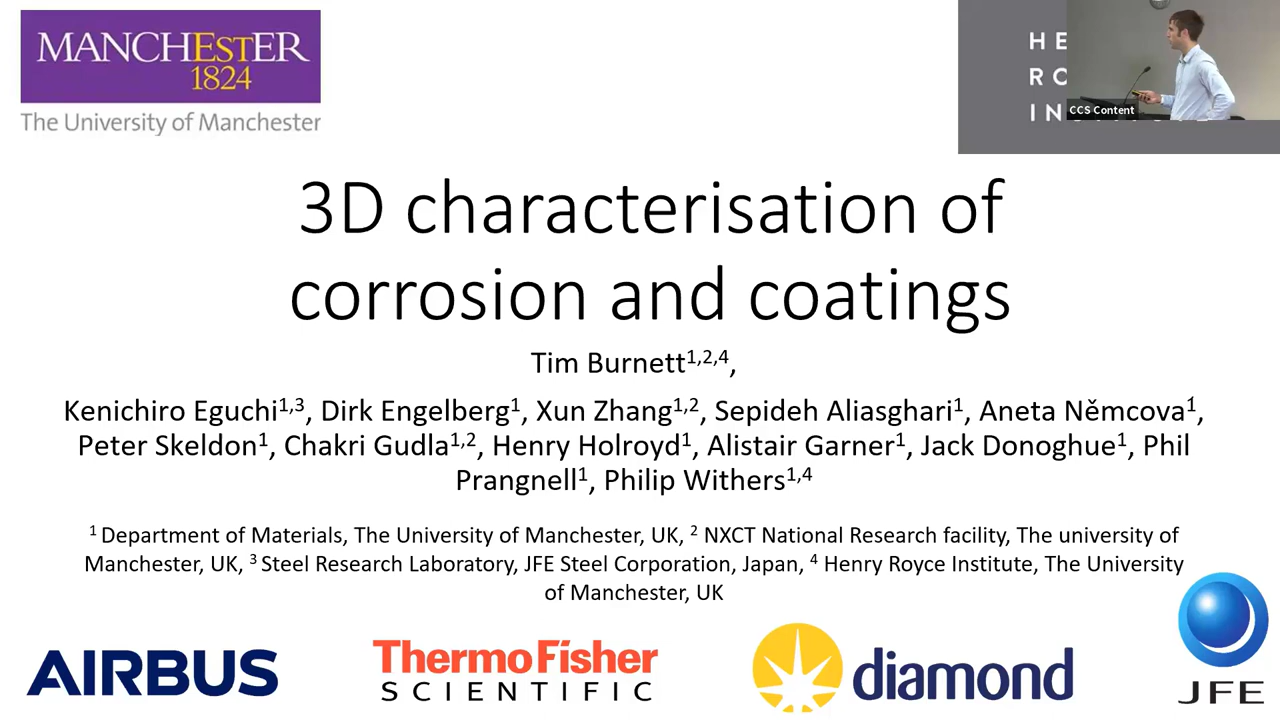 MANCHESTER
1824
The University of Manchester
HE
RO
IN
CCS Content
3D characterisation of
corrosion and coatings
Tim Burnett1,2,4,
Kenichiro Eguchi1,3, Dirk Engelberg1, Xun Zhang1,2, Sepideh Aliasghari1, Aneta Němcova1,
Peter Skeldon1, Chakri Gudla1,2, Henry Holroyd1, Alistair Garner1, Jack Donoghue1, Phil
Prangnell1, Philip Withers1,4
1 Department of Materials, The University of Manchester, UK, 2 NXCT National Research facility, The university of
Manchester, UK, 3 Steel Research Laboratory, JFE Steel Corporation, Japan, 4 Henry Royce Institute, The University
of Manchester, UK
AIRBUS
ThermoFisher
SCIENTIFIC
diamond
JFE